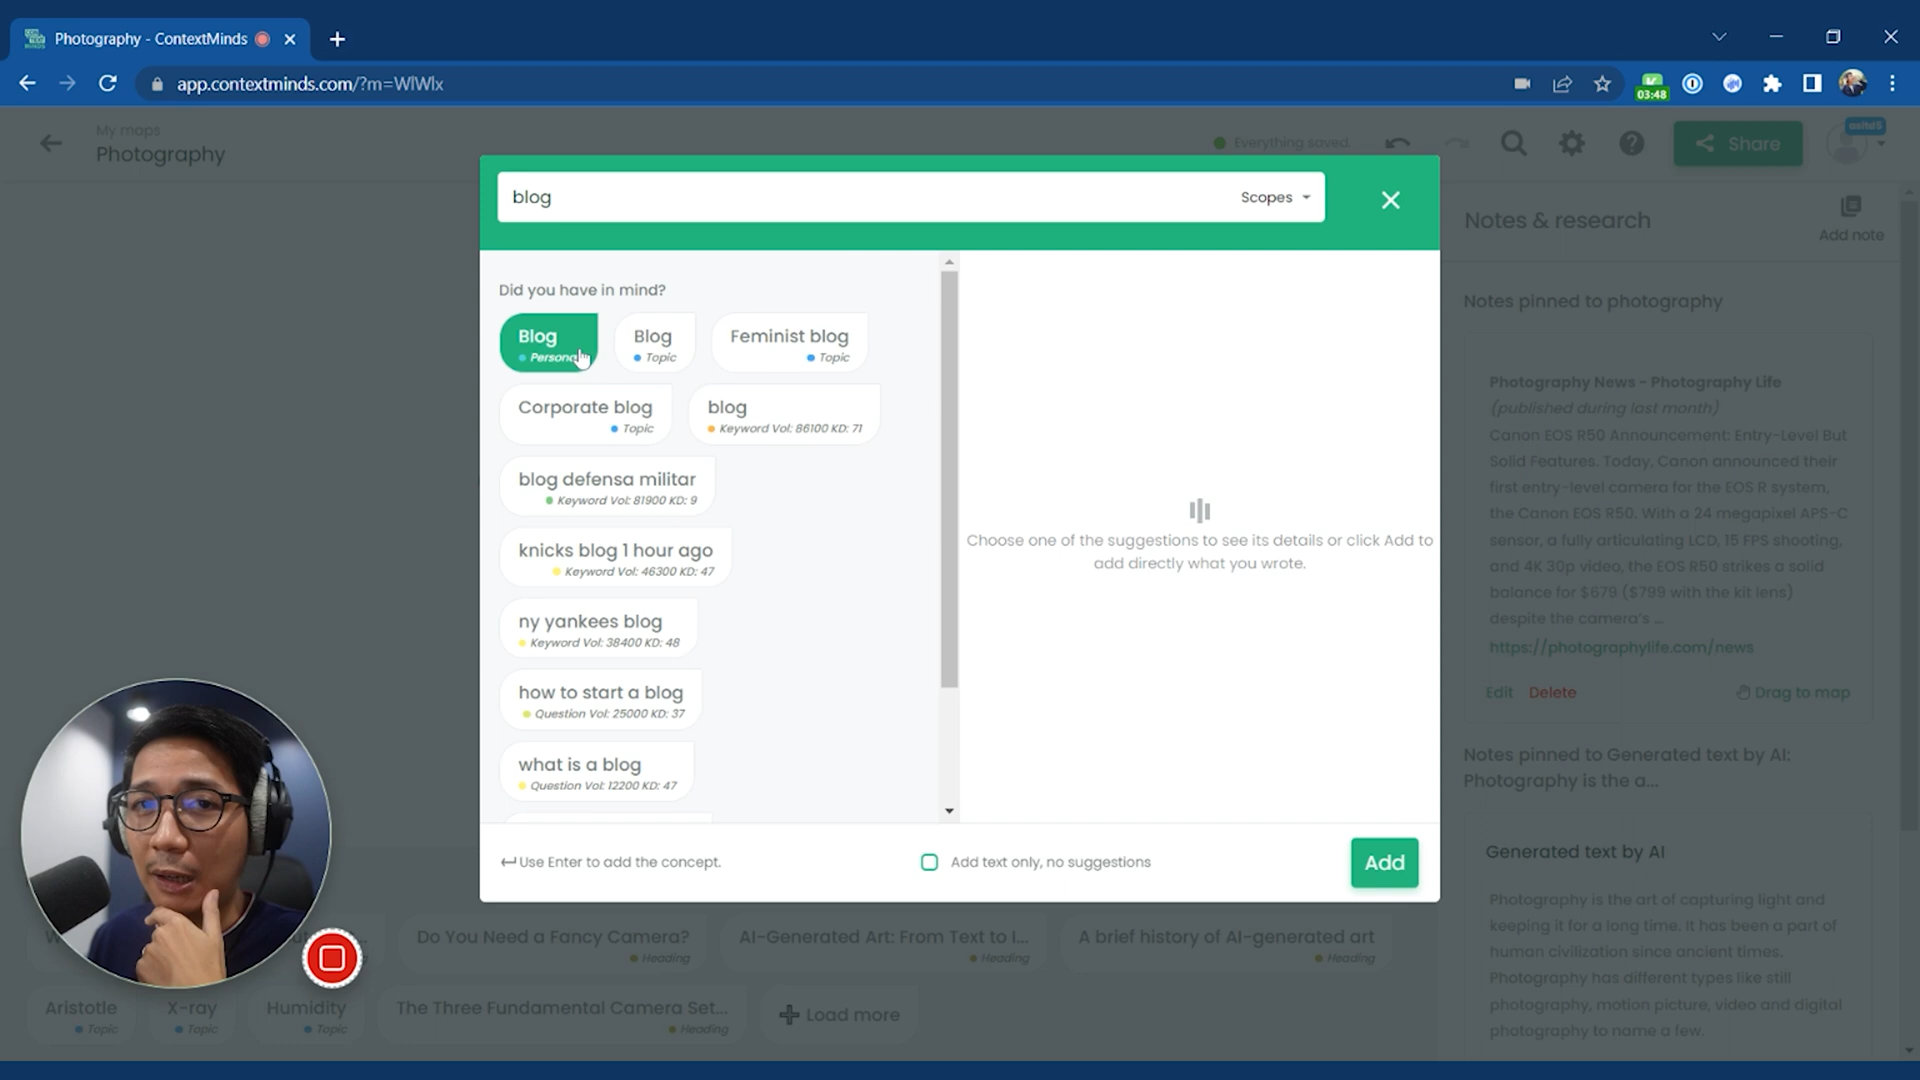 Photography - ContextMinds
app.contextminds.com/?m=WlWlx
03:48
My maps
Photography
Everything saved.
Share
osltd5
blog
Scopes
Did you have in mind?
Blog
Persona
Blog
Topic
Feminist blog
Topic
Corporate blog
Topic
blog
Keyword Vol: 86100 KD: 71
blog defensa militar
Keyword Vol: 81900 KD: 9
knicks blog 1 hour ago
Keyword Vol: 46300 KD: 47
ny yankees blog
Keyword Vol: 38400 KD: 48
how to start a blog
Question Vol: 25000 KD: 37
what is a blog
Question Vol: 12200 KD: 47
Choose one of the suggestions to see its details or click Add to
add directly what you wrote.
Use Enter to add the concept.
Add text only, no suggestions
Add
Notes & research
Add note
Notes pinned to photography
Photography News - Photography Life
(published during last month)
Canon EOS R50 Announcement: Entry-Level But
Solid Features. Today, Canon announced their
first entry-level camera for the EOS R system,
the Canon EOS R50. With a 24 megapixel APS-C
sensor, a fully articulating LCD, 15 FPS shooting,
and 4K 30p video, the EOS R50 strikes a solid
balance for $679 ($799 with the kit lens)
despite the camera's ...
https://photographylife.com/news
Edit Delete Drag to map
Notes pinned to Generated text by AI:
Photography is the a...
Generated text by AI
Photography is the art of capturing light and
keeping it for a long time. It has been a part of
human civilization since ancient times.
Photography has different types like still
photography, motion picture, video and digital
photography to name a few.
Do You Need a Fancy Camera?
Heading
AI-Generated Art: From Text to I...
Heading
A brief history of AI-generated art
Heading
Aristotle
Topic
X-ray
Topic
Humidity
Topic
The Three Fundamental Camera Set...
Heading
Load more